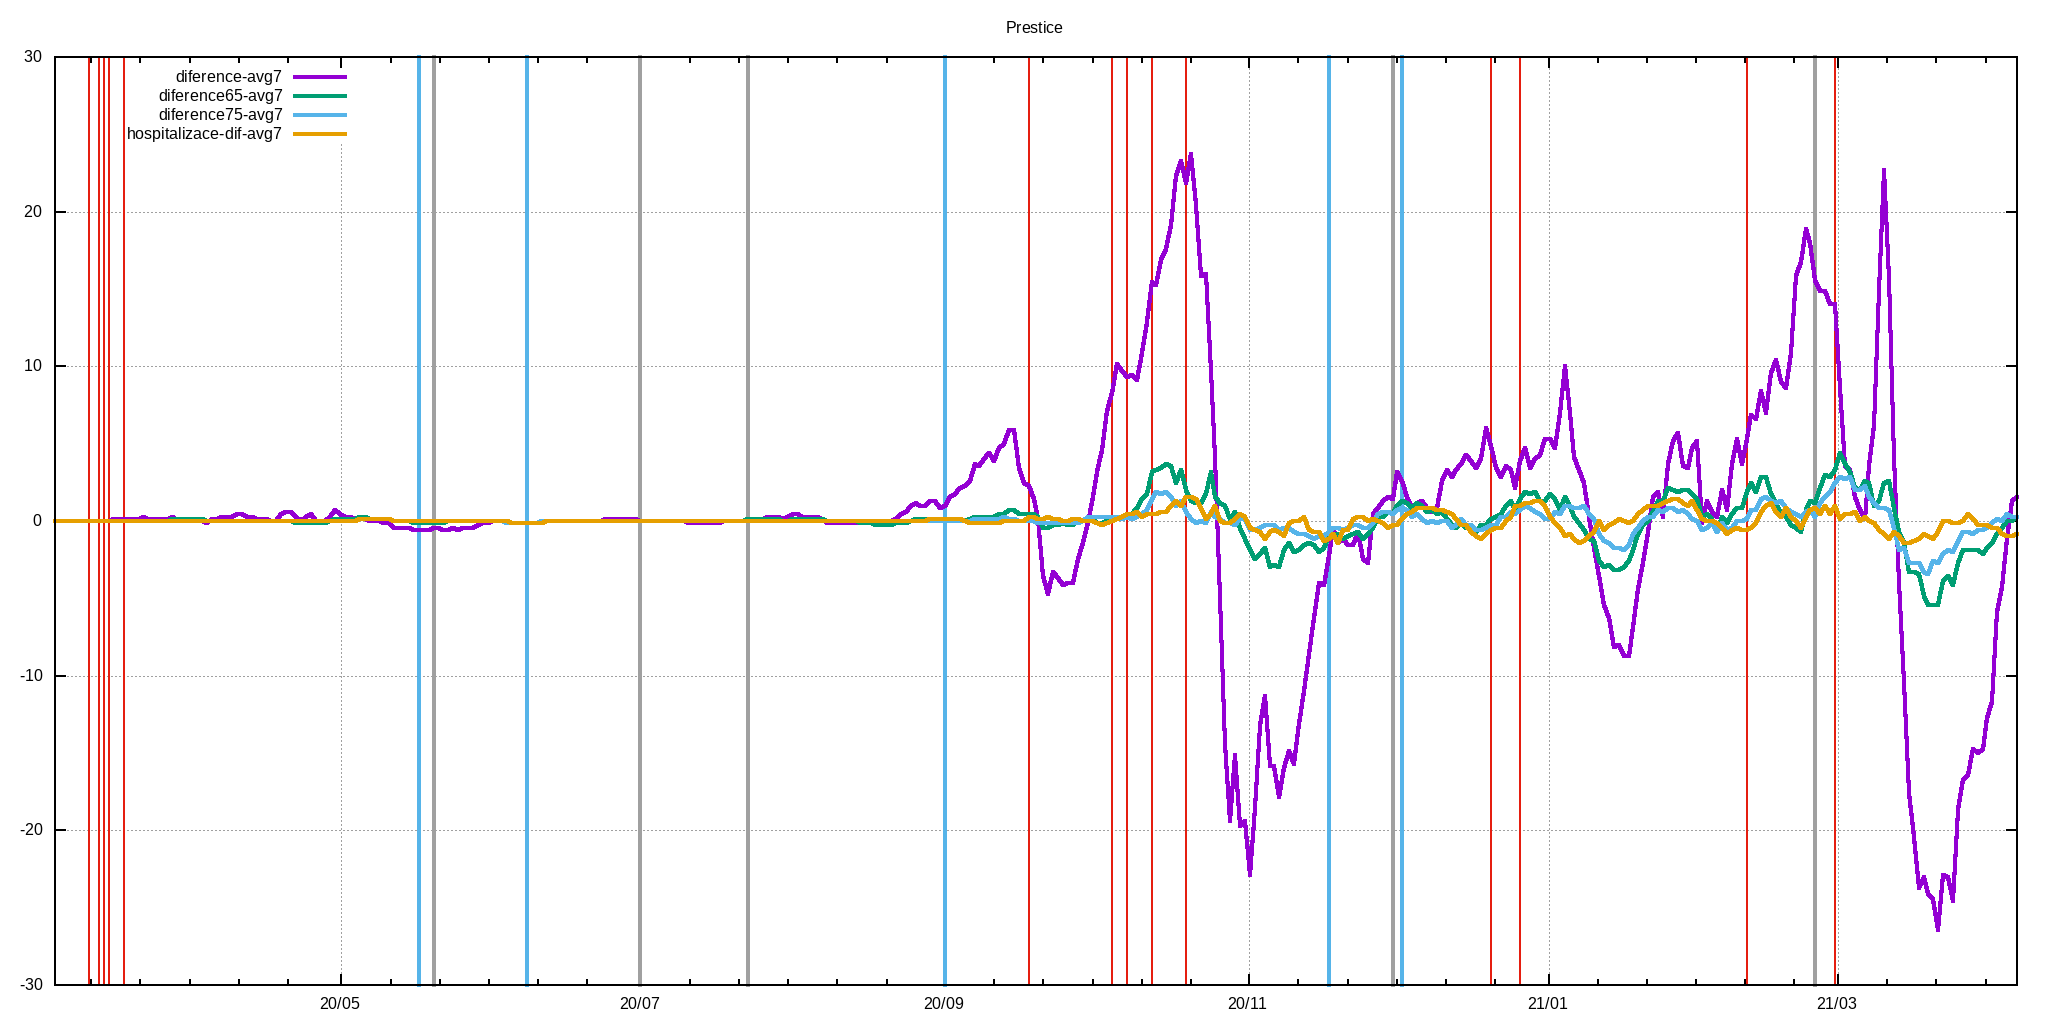 Prestice
30
diference-avg7
diference65-avg7
diference75-avg7
hospitalizace-dif-avg7
20
10
0
-10
-20
-30
20/05 20/07 20/09 20/11 21/01 21/03